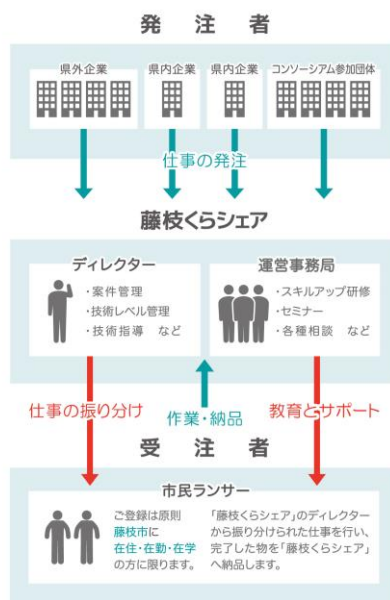 発注者
県外企業
県内企業
県内企業
コンソーシアム参加団体
仕事の発注
藤枝くらシェア
ディレクター
・案件管理
・技術レベル管理
・技術指導 など
運営事務局
・スキルアップ研修
・セミナー
・各種相談 など
仕事の振り分け
作業・納品
教育とサポート
受注者
市民ランサー
ご登録は原則
藤枝市に
在住・在勤・在学
の方に限ります。
「藤枝くらシェア」のディレクター
から振り分けられた仕事を行い、
完了した物を「藤枝くらシェア」
へ納品します。